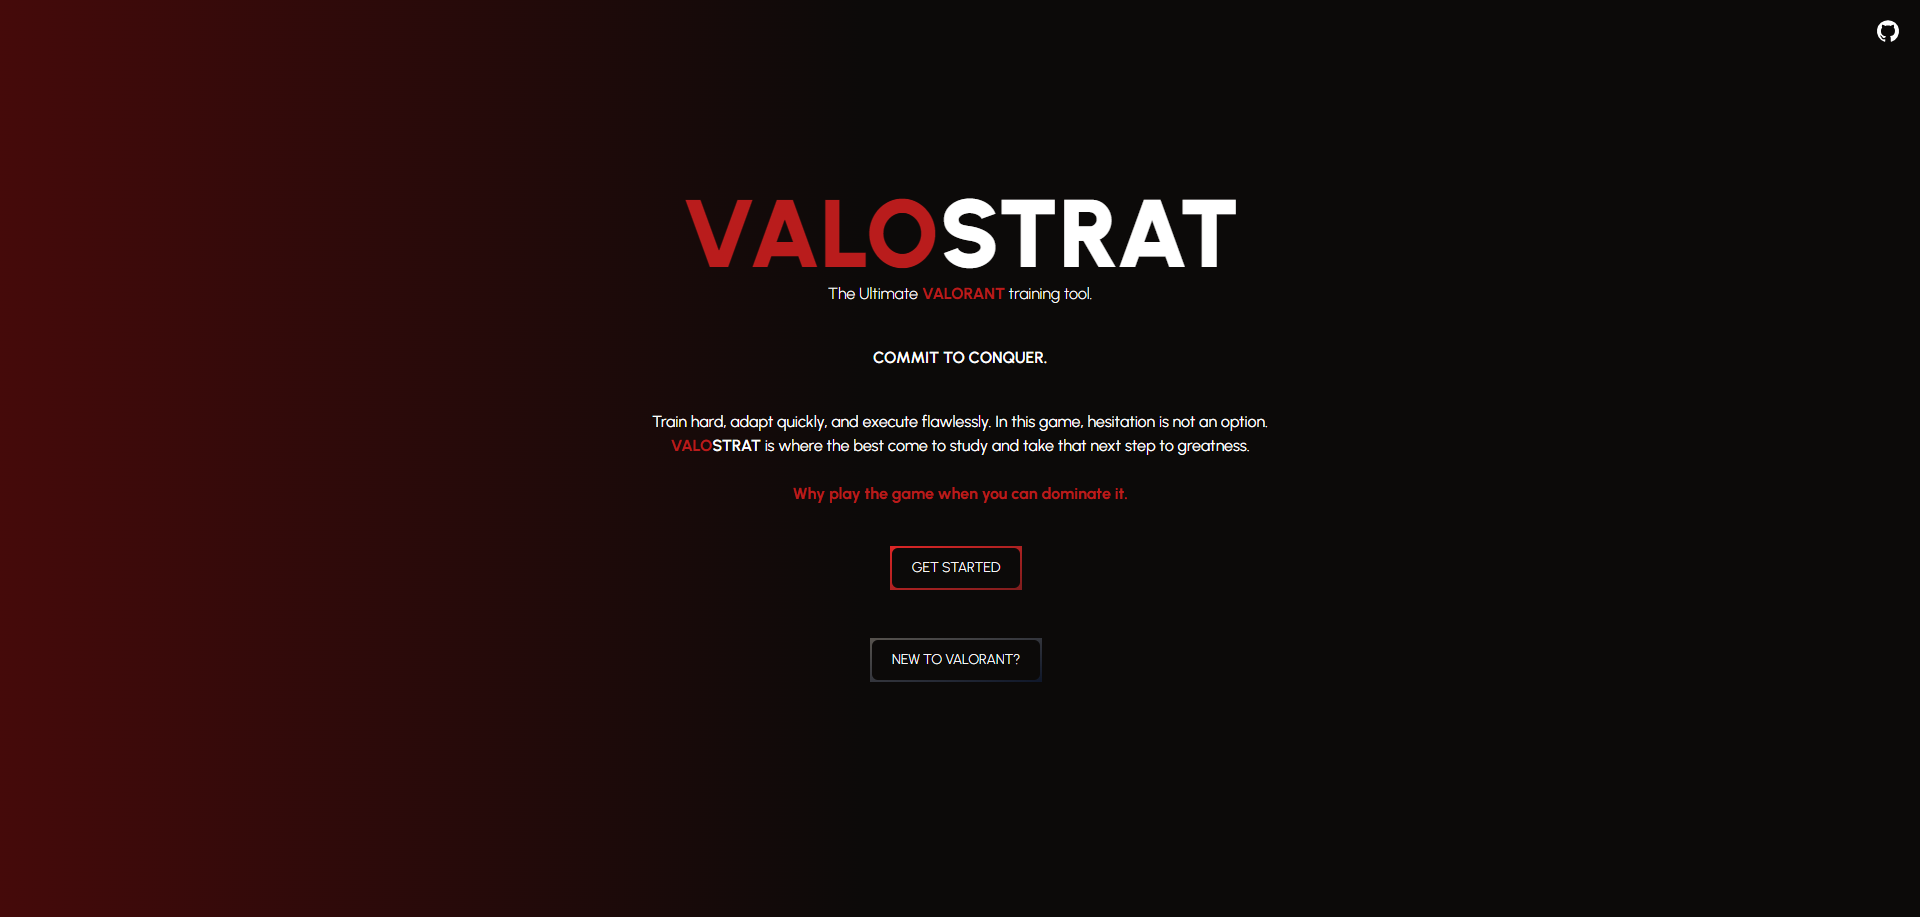 VALOSTRAT
The Ultimate VALORANT training tool.
COMMIT TO CONQUER.
Train hard, adapt quickly, and execute flawlessly. In this game, hesitation is not an option.
VALOSTRAT is where the best come to study and take that next step to greatness.
Why play the game when you can dominate it.
GET STARTED
NEW TO VALORANT?